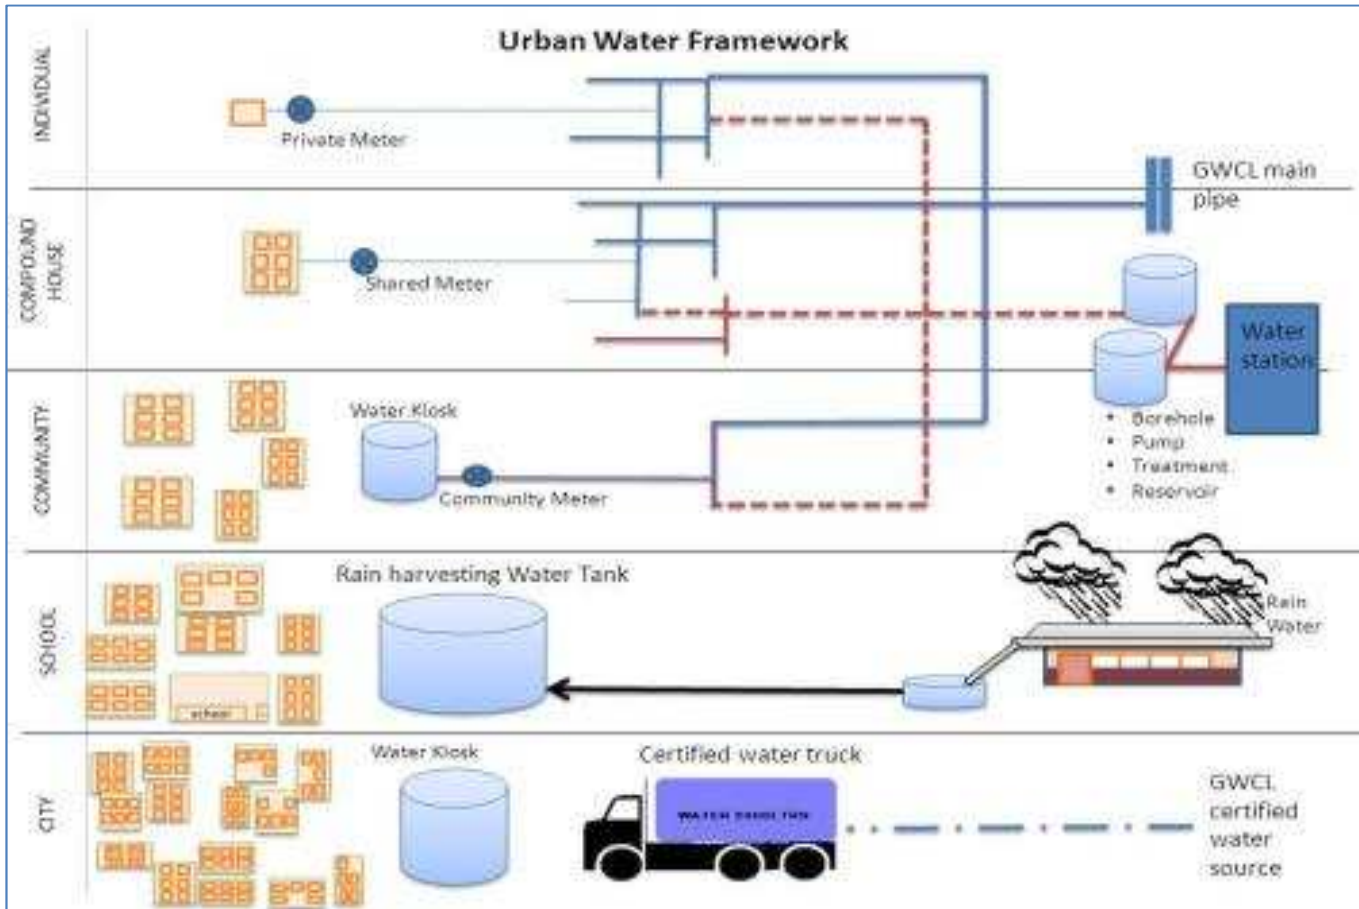 Urban Water Framework
INDIVIDUAL
Private Meter
GWCL main
pipe
COMPOUND
HOUSE
Shared Meter
Water
station
COMMUNITY
Water Kiosk
Community Meter
• Borehole
• Pump
• Treatment
• Reservoir
SCHOOL
Rain harvesting Water Tank
Rain
Water
school
CITY
Water Kiosk
Certified water truck
WATER
GWCL
certified
water
source